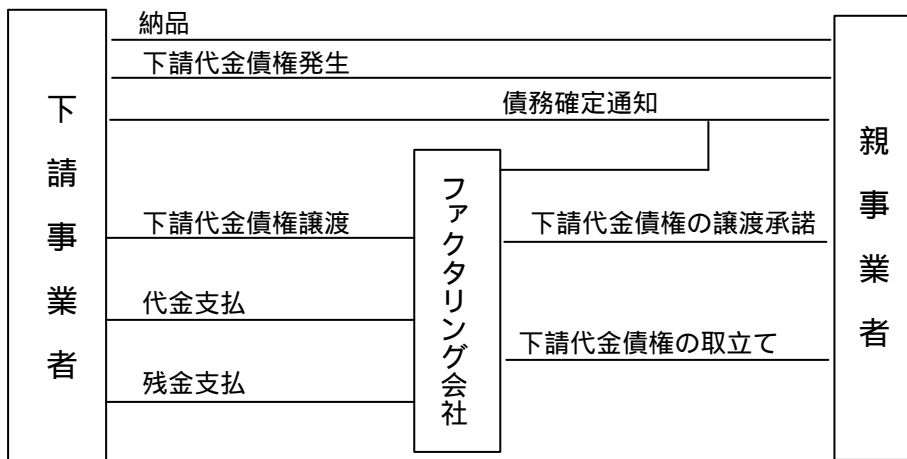 納品
下請代金債権発生
債務確定通知
下請事業者
親事業者
ファクタリング会社
下請代金債権譲渡
下請代金債権の譲渡承諾
代金支払
下請代金債権の取立て
残金支払